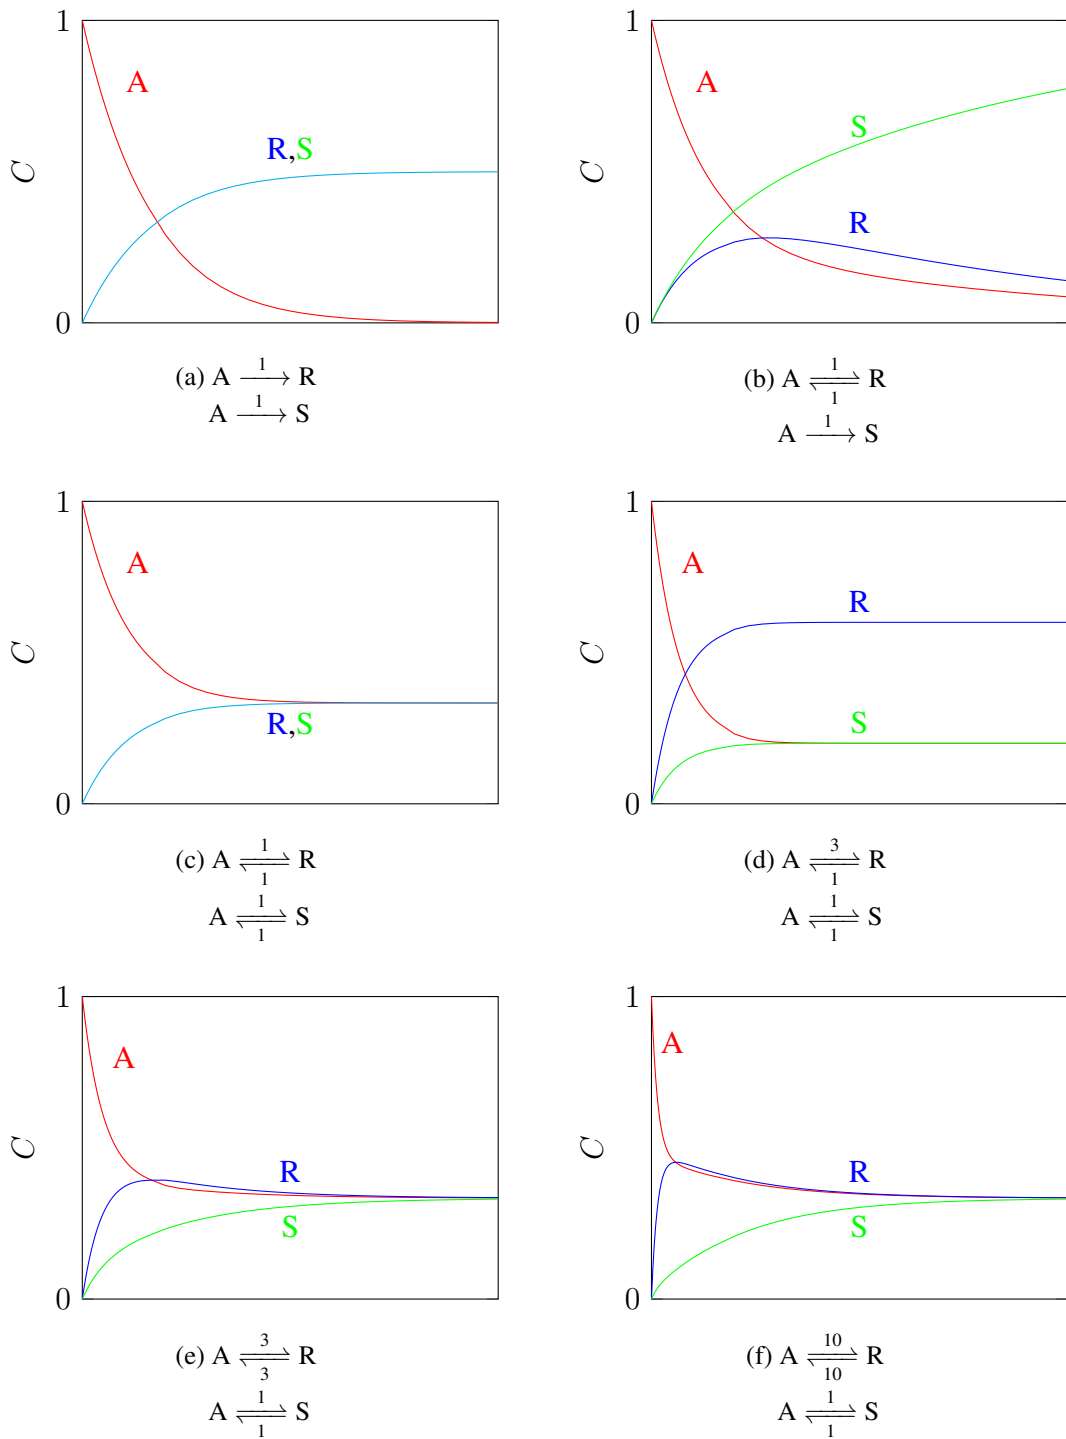 1
A
R,S
C
0
(a) A 1 ⟶ R
A 1 ⟶ S
1
A
S
R
C
0
(b) A 1 ⇌ 1 R
A 1 ⟶ S
1
A
C
R,S
0
(c) A 1 ⇌ 1 R
A 1 ⇌ 1 S
1
A
R
C
S
0
(d) A 3 ⇌ 1 R
A 1 ⇌ 1 S
1
A
C
R
S
0
(e) A 3 ⇌ 3 R
A 1 ⇌ 1 S
1
A
C
R
S
0
(f) A 10 ⇌ 10 R
A 1 ⇌ 1 S